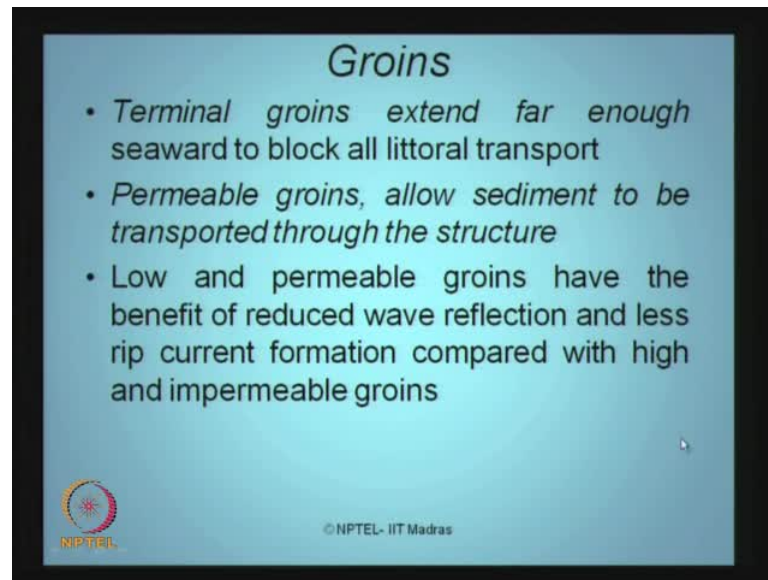 Groins
• Terminal groins extend far enough
seaward to block all littoral transport
• Permeable groins, allow sediment to be
transported through the structure
• Low and permeable groins have the
benefit of reduced wave reflection and less
rip current formation compared with high
and impermeable groins
NPTEL
© NPTEL- IIT Madras